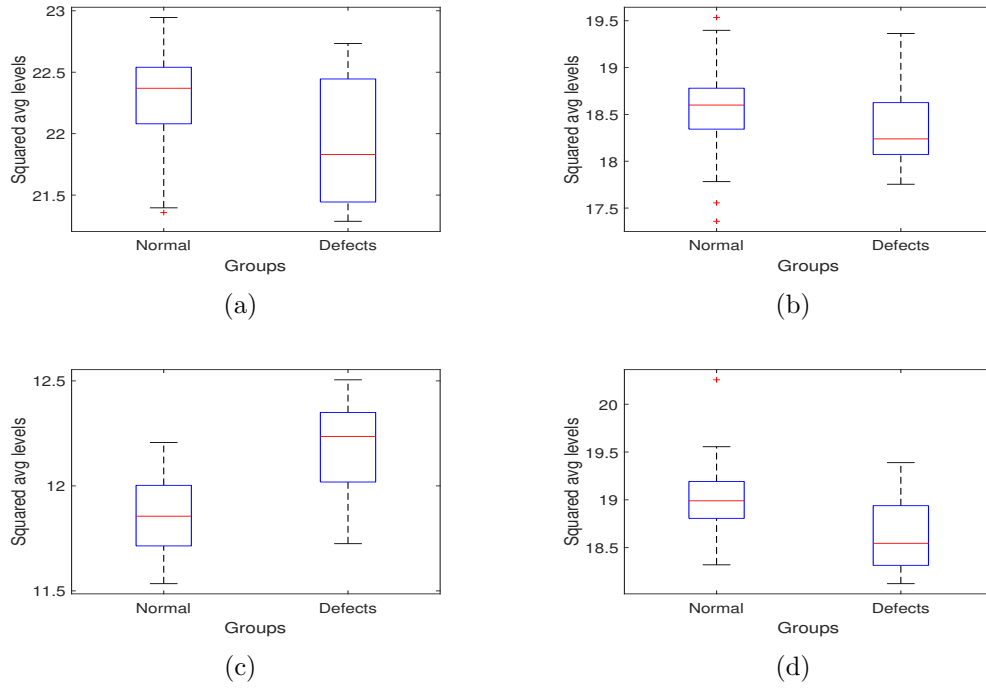 23
22.5
22
21.5
Squared avg levels
Normal
Defects
Groups
(a)
19.5
19
18.5
18
17.5
Squared avg levels
Normal
Defects
Groups
(b)
12.5
12
11.5
Squared avg levels
Normal
Defects
Groups
(c)
20
19.5
19
18.5
Squared avg levels
Normal
Defects
Groups
(d)